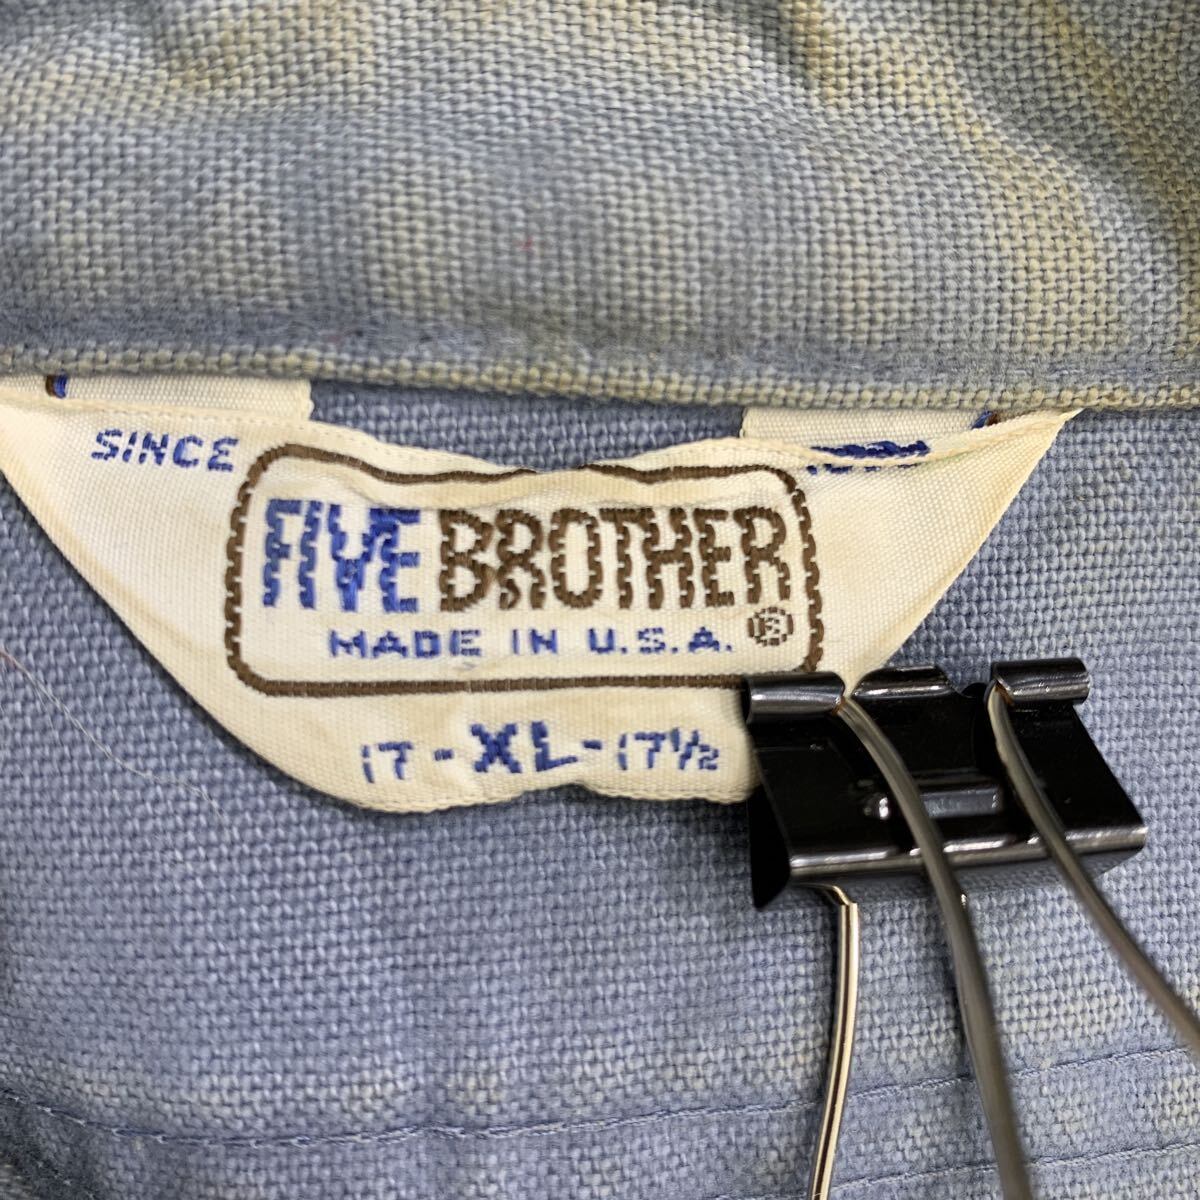 SINCE
FIVE BROTHER
MADE IN U.S.A. ®
17-XL-17½